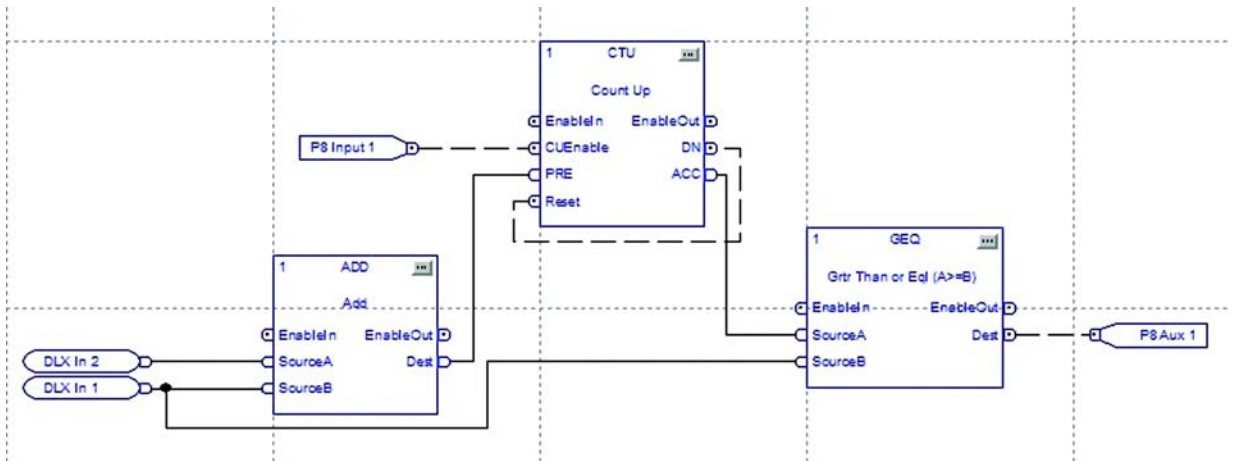 1 CTU
Count Up
EnableIn EnableOut
P8 Input 1
CUEnable DN
PRE ACC
Reset
1 GEQ
Grtr Than or Eql (A>=B)
EnableIn EnableOut
SourceA Dest
P8 Aux 1
SourceB
1 ADD
Add
EnableIn EnableOut
DLX In 2
SourceA Dest
DLX In 1
SourceB